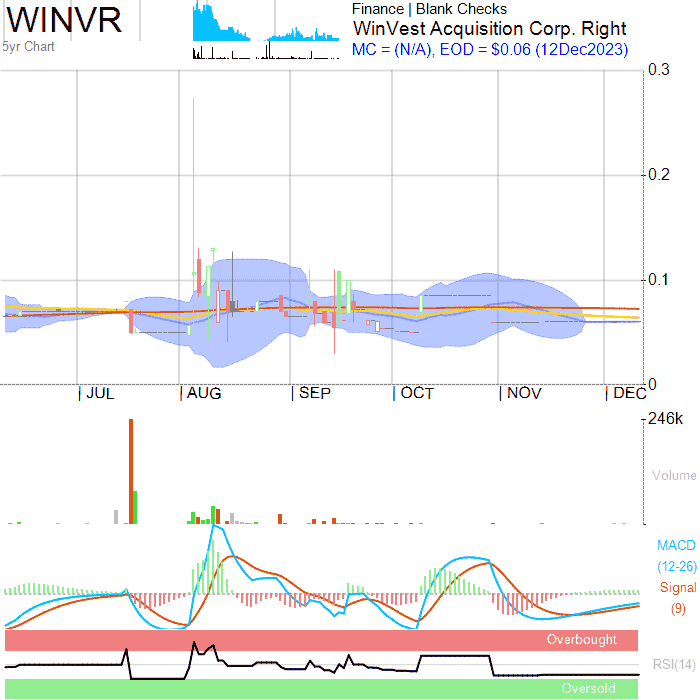 WINVR
5yr Chart
Finance | Blank Checks
WinVest Acquisition Corp. Right
MC = (N/A), EOD = $0.06 (12Dec2023)
0.3
0.2
0.1
0
JUL AUG SEP OCT NOV DEC
246k
Volume
MACD
(12-26)
Signal
(9)
Overbought
RSI(14)
Oversold